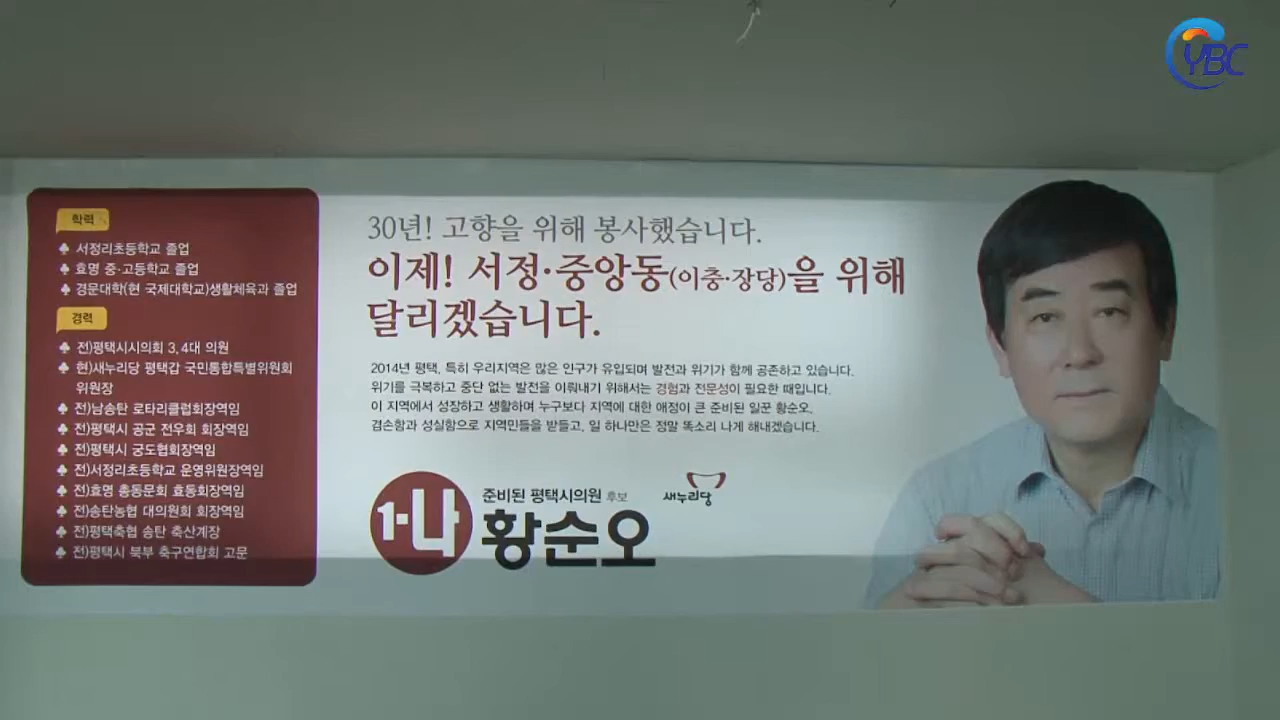 YBC
학력
♣ 서정리초등학교 졸업
♣ 효명 중·고등학교 졸업
♣ 경문대학(현 국제대학교)생활체육과 졸업
경력
♣ 전)평택시시의회 3, 4대 의원
♣ 현)새누리당 평택갑 국민통합특별위원회
위원장
♣ 전)남송탄 로타리클럽회장역임
♣ 전)평택시 공군 전우회 회장역임
♣ 전)평택시 궁도협회장역임
♣ 전)서정리초등학교 운영위원장역임
♣ 전)효명 총동문회 효동회장역임
♣ 전)송탄농협 대의원회 회장역임
♣ 전)평택축협 송탄 축산계장
♣ 전)평택시 북부 축구연합회 고문
30년! 고향을 위해 봉사했습니다.
이제! 서정·중앙동(이충·장당)을 위해
달리겠습니다.
2014년 평택, 특히 우리지역은 많은 인구가 유입되며 발전과 위기가 함께 공존하고 있습니다.
위기를 극복하고 중단 없는 발전을 이뤄내기 위해서는 경험과 전문성이 필요한 때입니다.
이 지역에서 성장하고 생활하며 누구보다 지역에 대한 애정이 큰 준비된 일꾼 황순오.
겸손함과 성실함으로 지역민들을 받들고, 일 하나만은 정말 똑소리 나게 해내겠습니다.
1-나
준비된 평택시의원 후보
황순오
새누리당